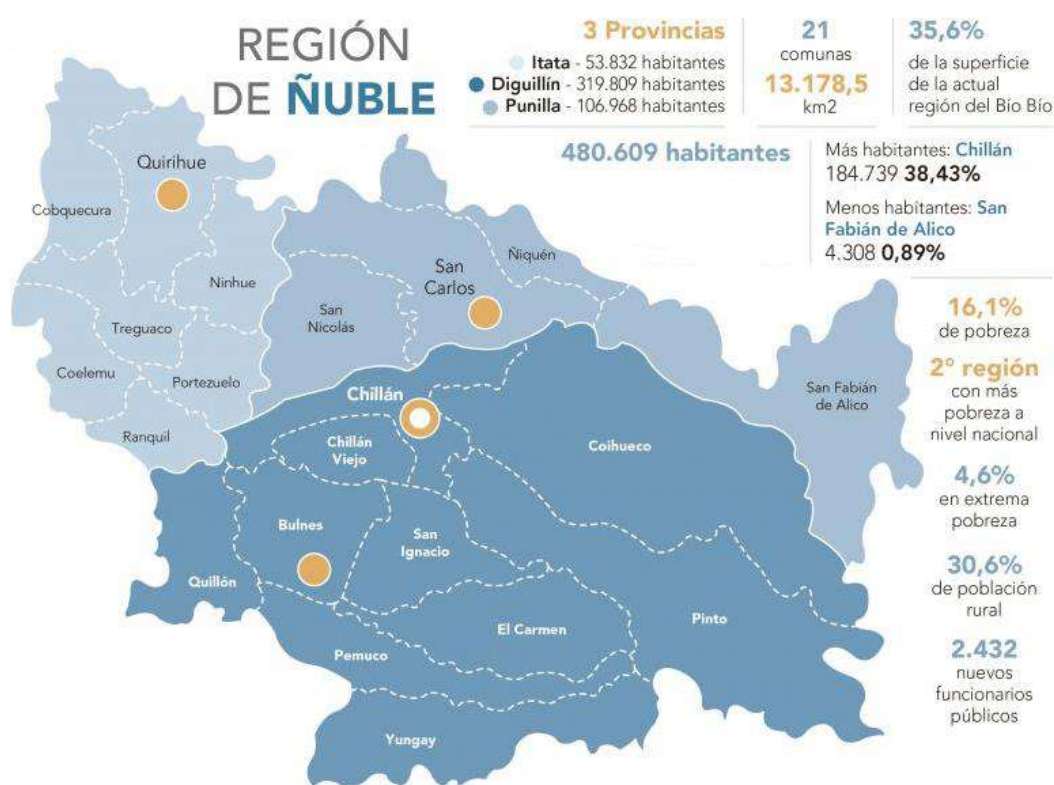 REGIÓN
DE ÑUBLE
3 Provincias
Itata - 53.832 habitantes
Diguillín - 319.809 habitantes
Punilla - 106.968 habitantes
21
comunas
13.178,5
km2
35,6%
de la superficie
de la actual
región del Bío Bío
480.609 habitantes
Más habitantes: Chillán
184.739 38,43%
Menos habitantes: San
Fabián de Alico
4.308 0,89%
16,1%
de pobreza
2° región
con más
pobreza a
nivel nacional
4,6%
en extrema
pobreza
30,6%
de población
rural
2.432
nuevos
funcionarios
públicos
Quirihue
Cobquecura
Ninhue
Treguaco
Coelemu
Portezuelo
Ranquil
Ñiquén
San
Carlos
San
Nicolás
San Fabián
de Alico
Chillán
Chillán
Viejo
Coihueco
Bulnes
San
Ignacio
Quillón
El Carmen
Pinto
Pemuco
Yungay